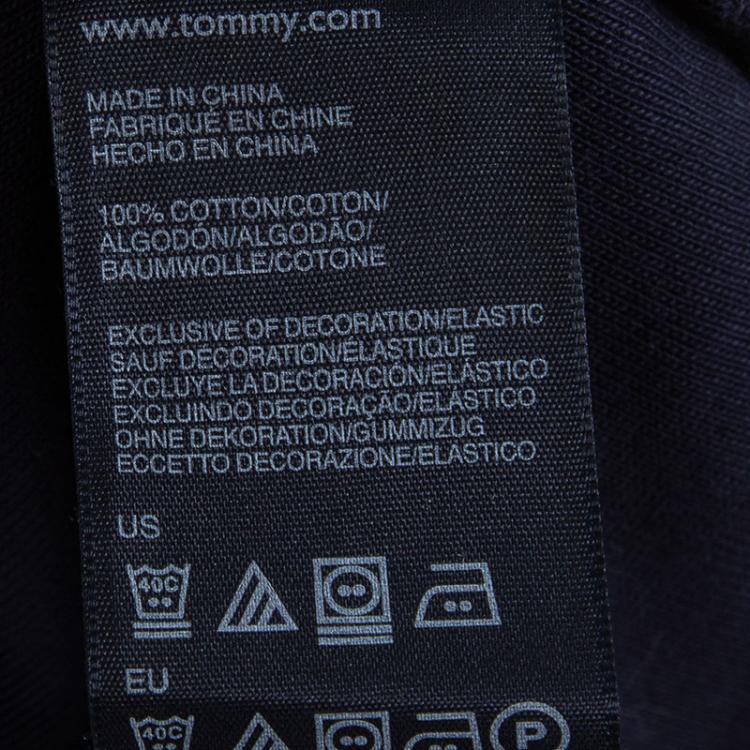 www.tommy.com
MADE IN CHINA
FABRIQUÉ EN CHINE
HECHO EN CHINA
100% COTTON/COTON/
ALGODÓN/ALGODÃO/
BAUMWOLLE/COTONE
EXCLUSIVE OF DECORATION/ELASTIC
SAUF DECORATION/ÉLASTIQUE
EXCLUYE LA DECORACIÓN/ELÁSTICO
EXCLUINDO DECORAÇÃO/ELÁSTICO
OHNE DEKORATION/GUMMIZUG
ECCETTO DECORAZIONE/ELÁSTICO
US
40C
EU
40C P